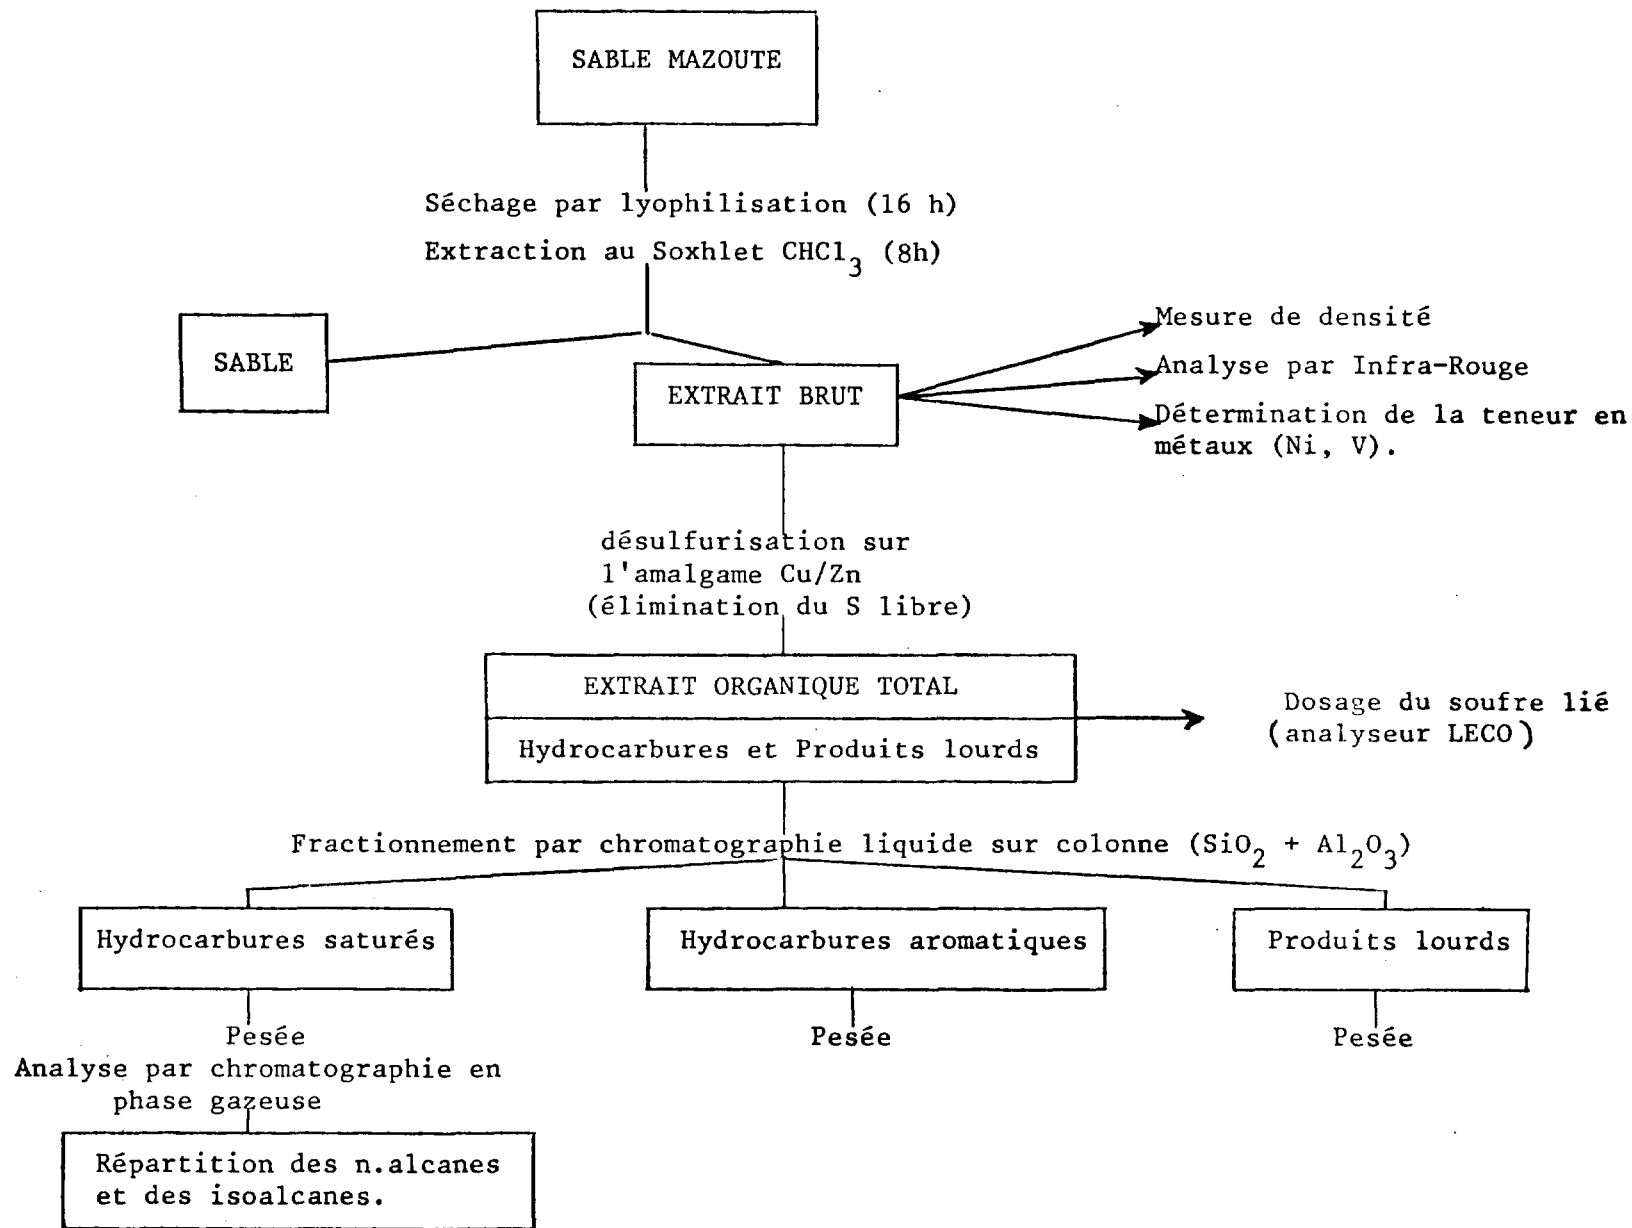 SABLE MAZOUTE
Séchage par lyophilisation (16 h)
Extraction au Soxhlet CHCl₃ (8h)
SABLE
EXTRAIT BRUT
Mesure de densité
Analyse par Infra-Rouge
Détermination de la teneur en
métaux (Ni, V).
désulfurisation sur
l'amalgame Cu/Zn
(élimination du S libre)
EXTRAIT ORGANIQUE TOTAL
Hydrocarbures et Produits lourds
Dosage du soufre lié
(analyseur LECO)
Fractionnement par chromatographie liquide sur colonne (SiO₂ + Al₂O₃)
Hydrocarbures saturés
Hydrocarbures aromatiques
Produits lourds
Pesée
Pesée
Pesée
Analyse par chromatographie en
phase gazeuse
Répartition des n.alcanes
et des isoalcanes.